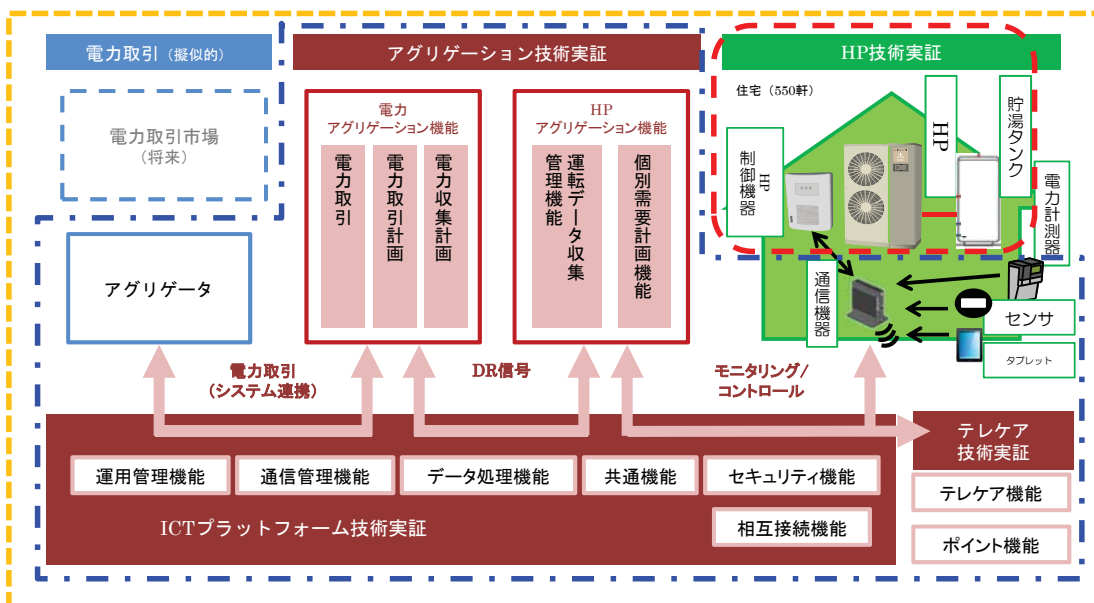 電力取引（擬似的）
電力取引市場
（将来）
アグリゲータ
アグリゲーション技術実証
電力
アグリゲーション機能
電力取引
電力取引計画
電力収集計画
HP
アグリゲーション機能
運転データ収集
管理機能
個別需要計画機能
HP技術実証
住宅（550軒）
HP
制御機器
HP
貯湯タンク
電力計測器
通信機器
センサ
タブレット
電力取引
（システム連携）
DR信号
モニタリング/
コントロール
運用管理機能
通信管理機能
データ処理機能
共通機能
セキュリティ機能
ICTプラットフォーム技術実証
相互接続機能
テレケア
技術実証
テレケア機能
ポイント機能